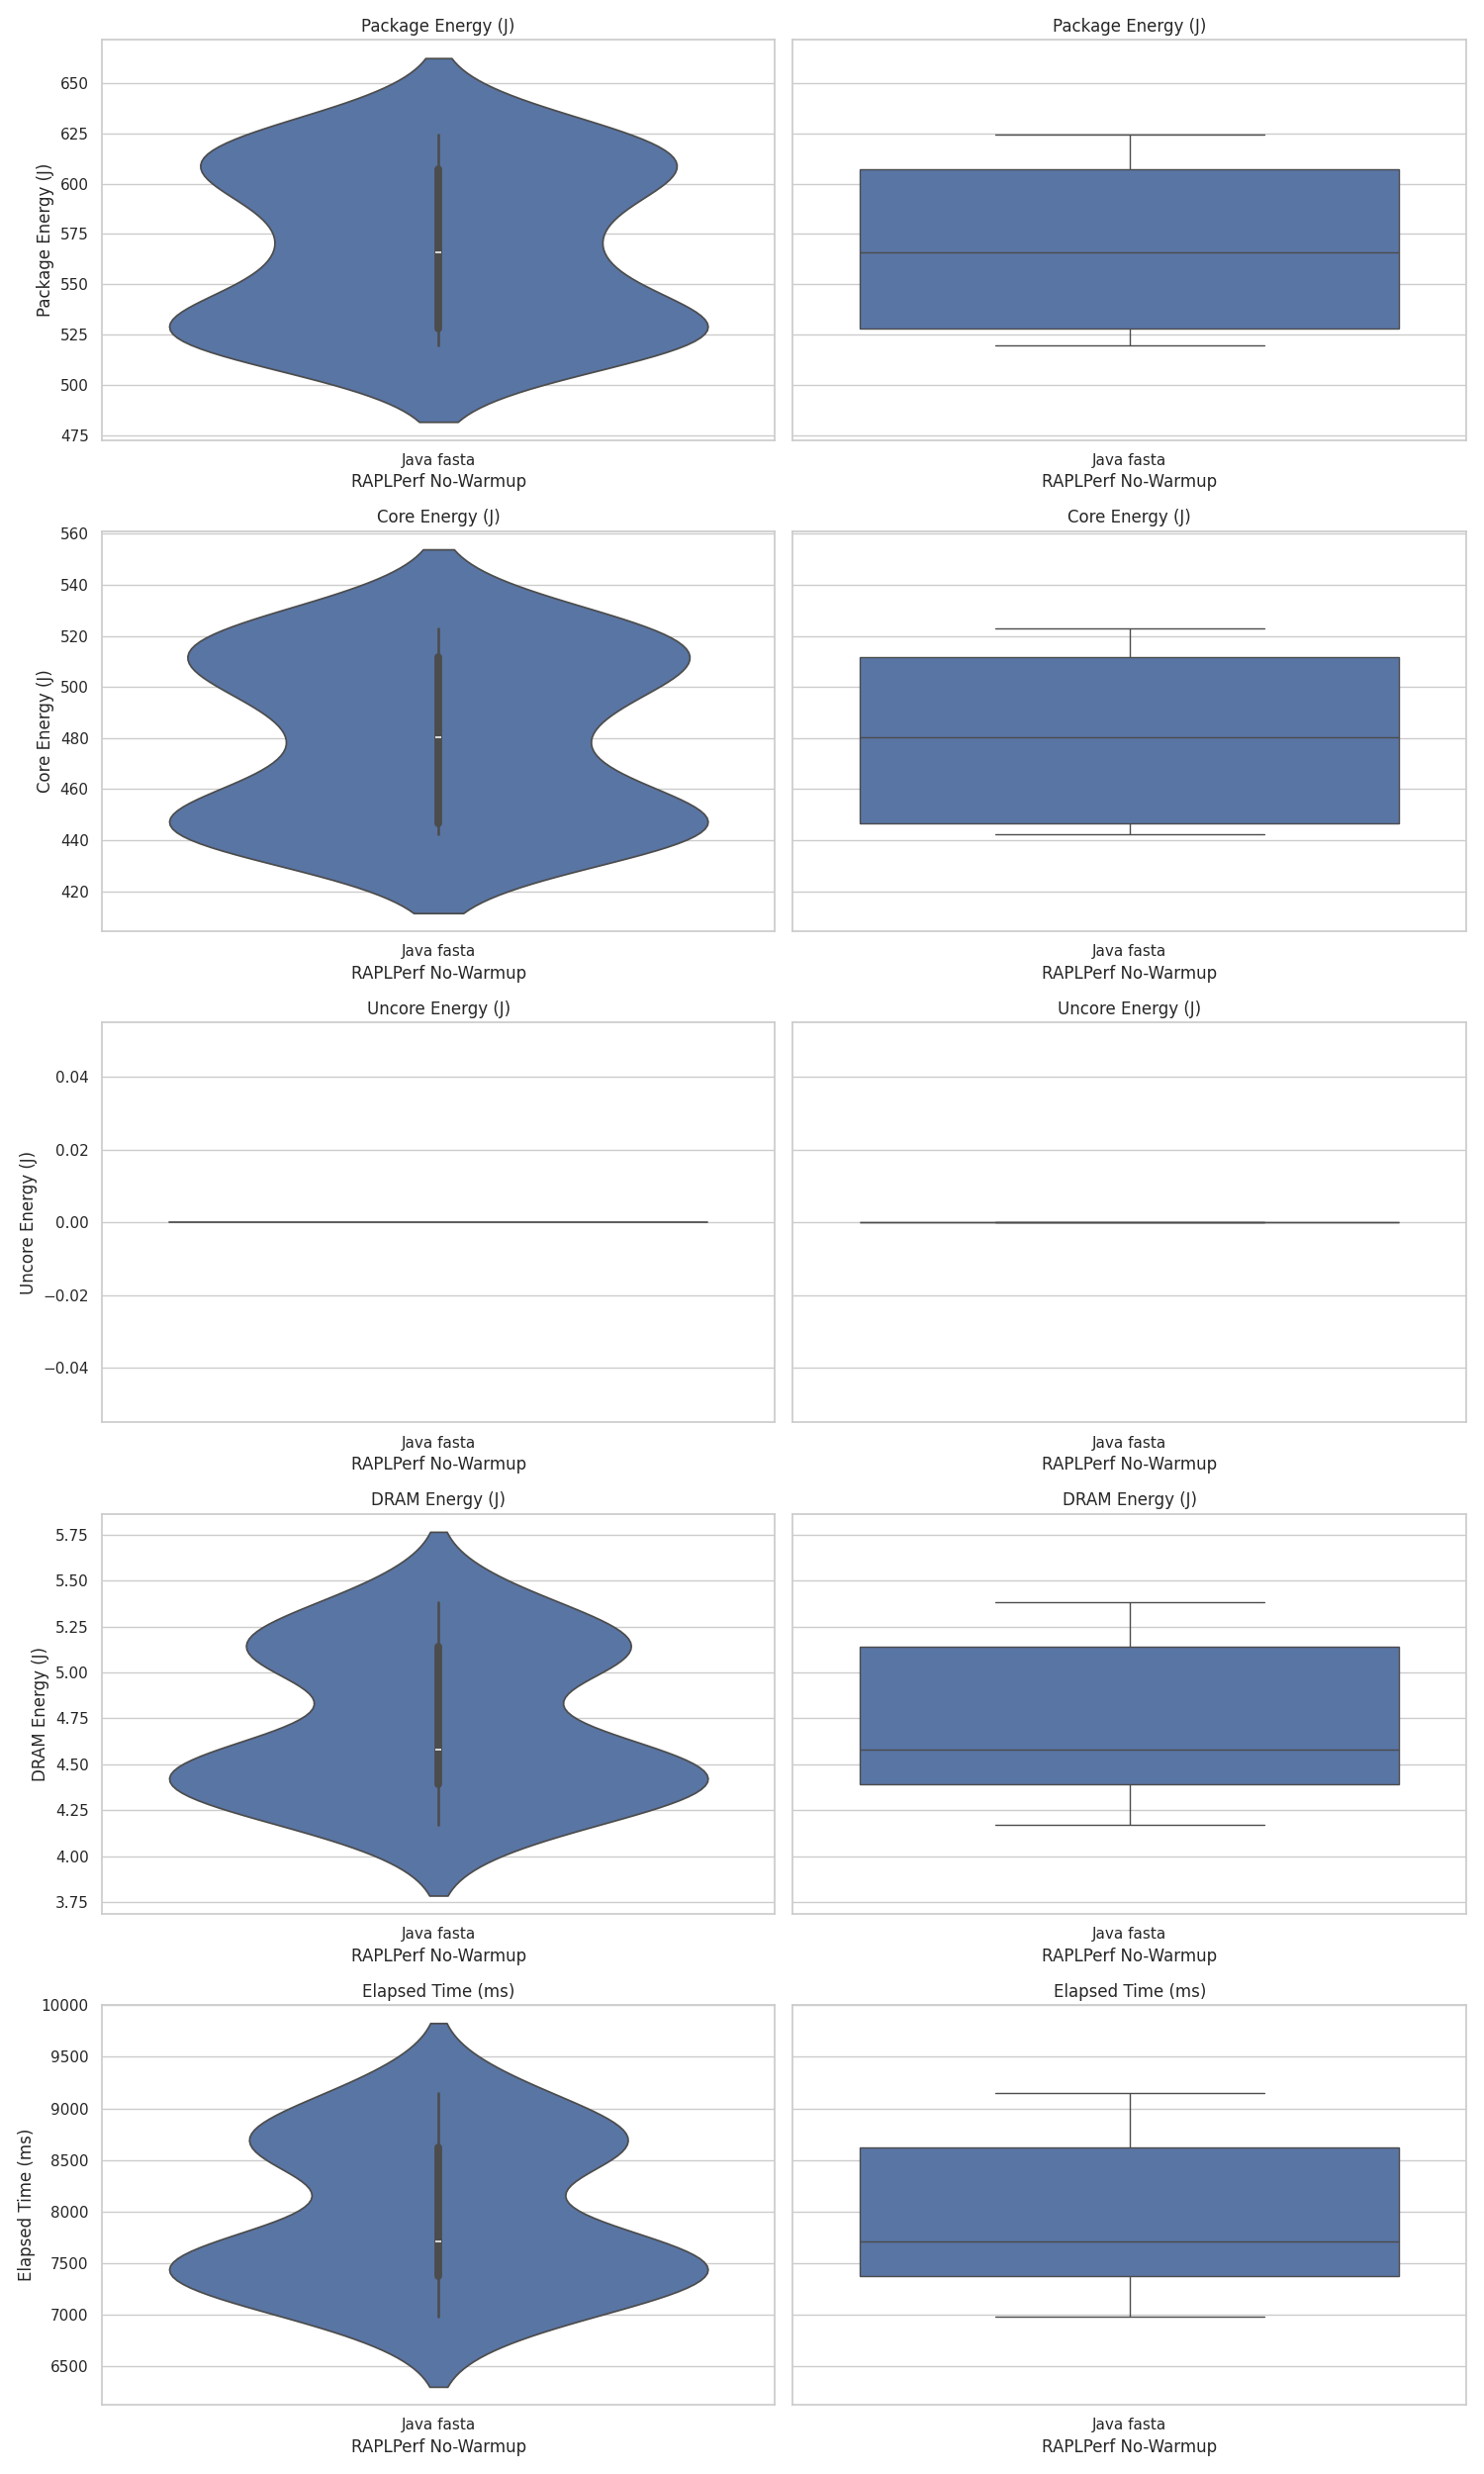 Package Energy (J)
Package Energy (J)
Package Energy (J)
650
625
600
575
550
525
500
475
Java fasta
RAPLPerf No-Warmup
Java fasta
RAPLPerf No-Warmup
Core Energy (J)
Core Energy (J)
Core Energy (J)
560
540
520
500
480
460
440
420
Java fasta
RAPLPerf No-Warmup
Java fasta
RAPLPerf No-Warmup
Uncore Energy (J)
Uncore Energy (J)
Uncore Energy (J)
0.04
0.02
0.00
−0.02
−0.04
Java fasta
RAPLPerf No-Warmup
Java fasta
RAPLPerf No-Warmup
DRAM Energy (J)
DRAM Energy (J)
DRAM Energy (J)
5.75
5.50
5.25
5.00
4.75
4.50
4.25
4.00
3.75
Java fasta
RAPLPerf No-Warmup
Java fasta
RAPLPerf No-Warmup
Elapsed Time (ms)
Elapsed Time (ms)
Elapsed Time (ms)
10000
9500
9000
8500
8000
7500
7000
6500
Java fasta
RAPLPerf No-Warmup
Java fasta
RAPLPerf No-Warmup